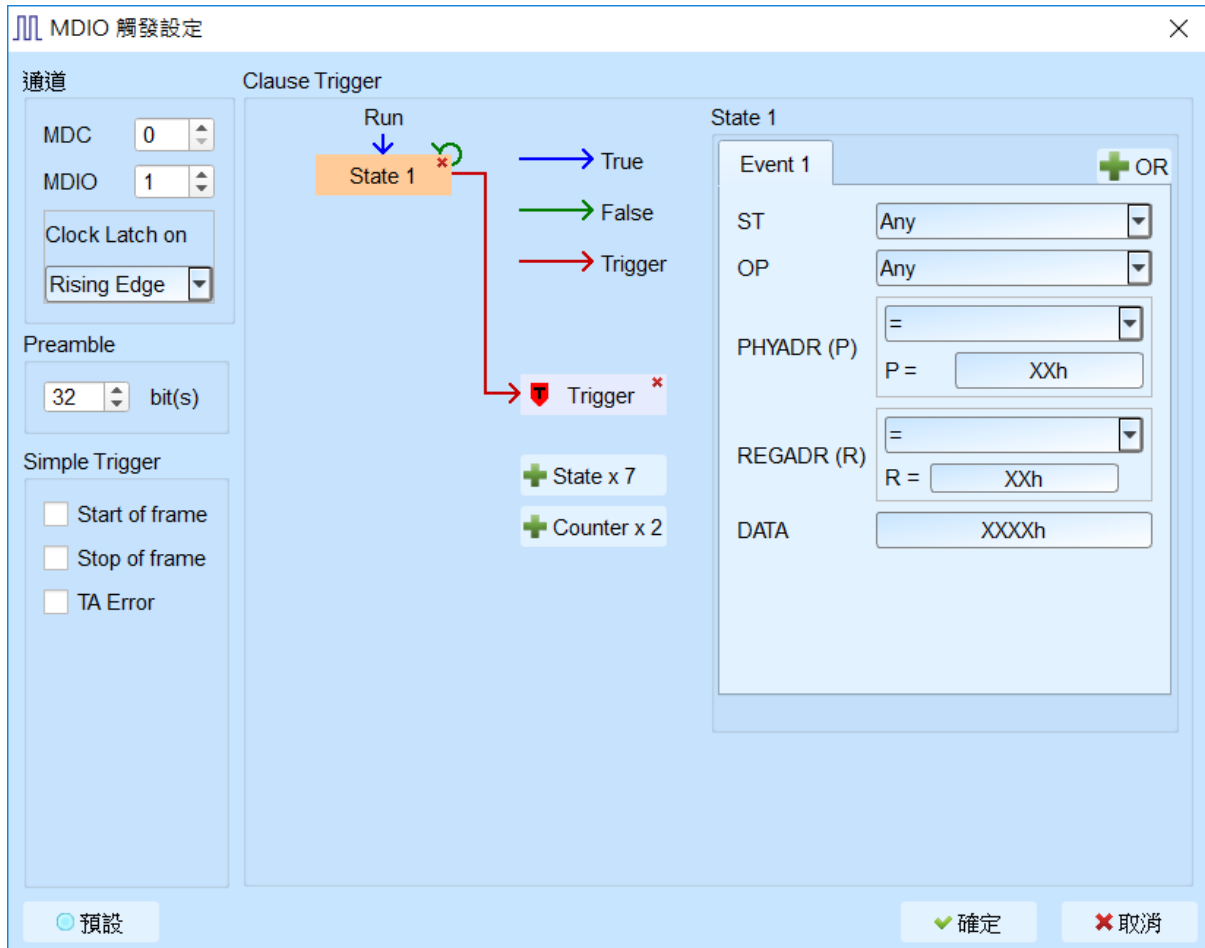 MDIO 觸發設定
通道
MDC 0
MDIO 1
Clock Latch on
Rising Edge
Preamble
32 bit(s)
Simple Trigger
Start of frame
Stop of frame
TA Error
Clause Trigger
Run
State 1
True
False
Trigger
Trigger
State x 7
Counter x 2
State 1
Event 1
OR
ST Any
OP Any
PHYADR (P) =
P = XXh
REGADR (R) =
R = XXh
DATA XXXXh
預設
確定
取消